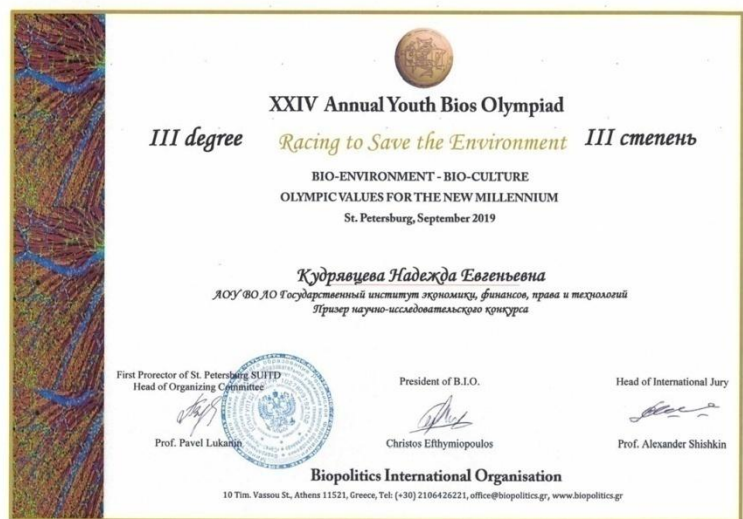 XXIV Annual Youth Bios Olympiad
III degree Racing to Save the Environment III степень
BIO-ENVIRONMENT - BIO-CULTURE
OLYMPIC VALUES FOR THE NEW MILLENNIUM
St. Petersburg, September 2019
Кудрявцева Надежда Евгеньевна
АОУ ВО ЛО Государственный институт экономики, финансов, права и технологий
Призер научно-исследовательского конкурса
First Prorector of St. Petersburg SUITD
Head of Organizing Committee
Prof. Pavel Lukanin
President of B.I.O.
Christos Efthymiopoulos
Head of International Jury
Prof. Alexander Shishkin
Biopolitics International Organisation
10 Tim. Vassou St., Athens 11521, Greece, Tel: (+30) 2106426221, office@biopolitics.gr, www.biopolitics.gr